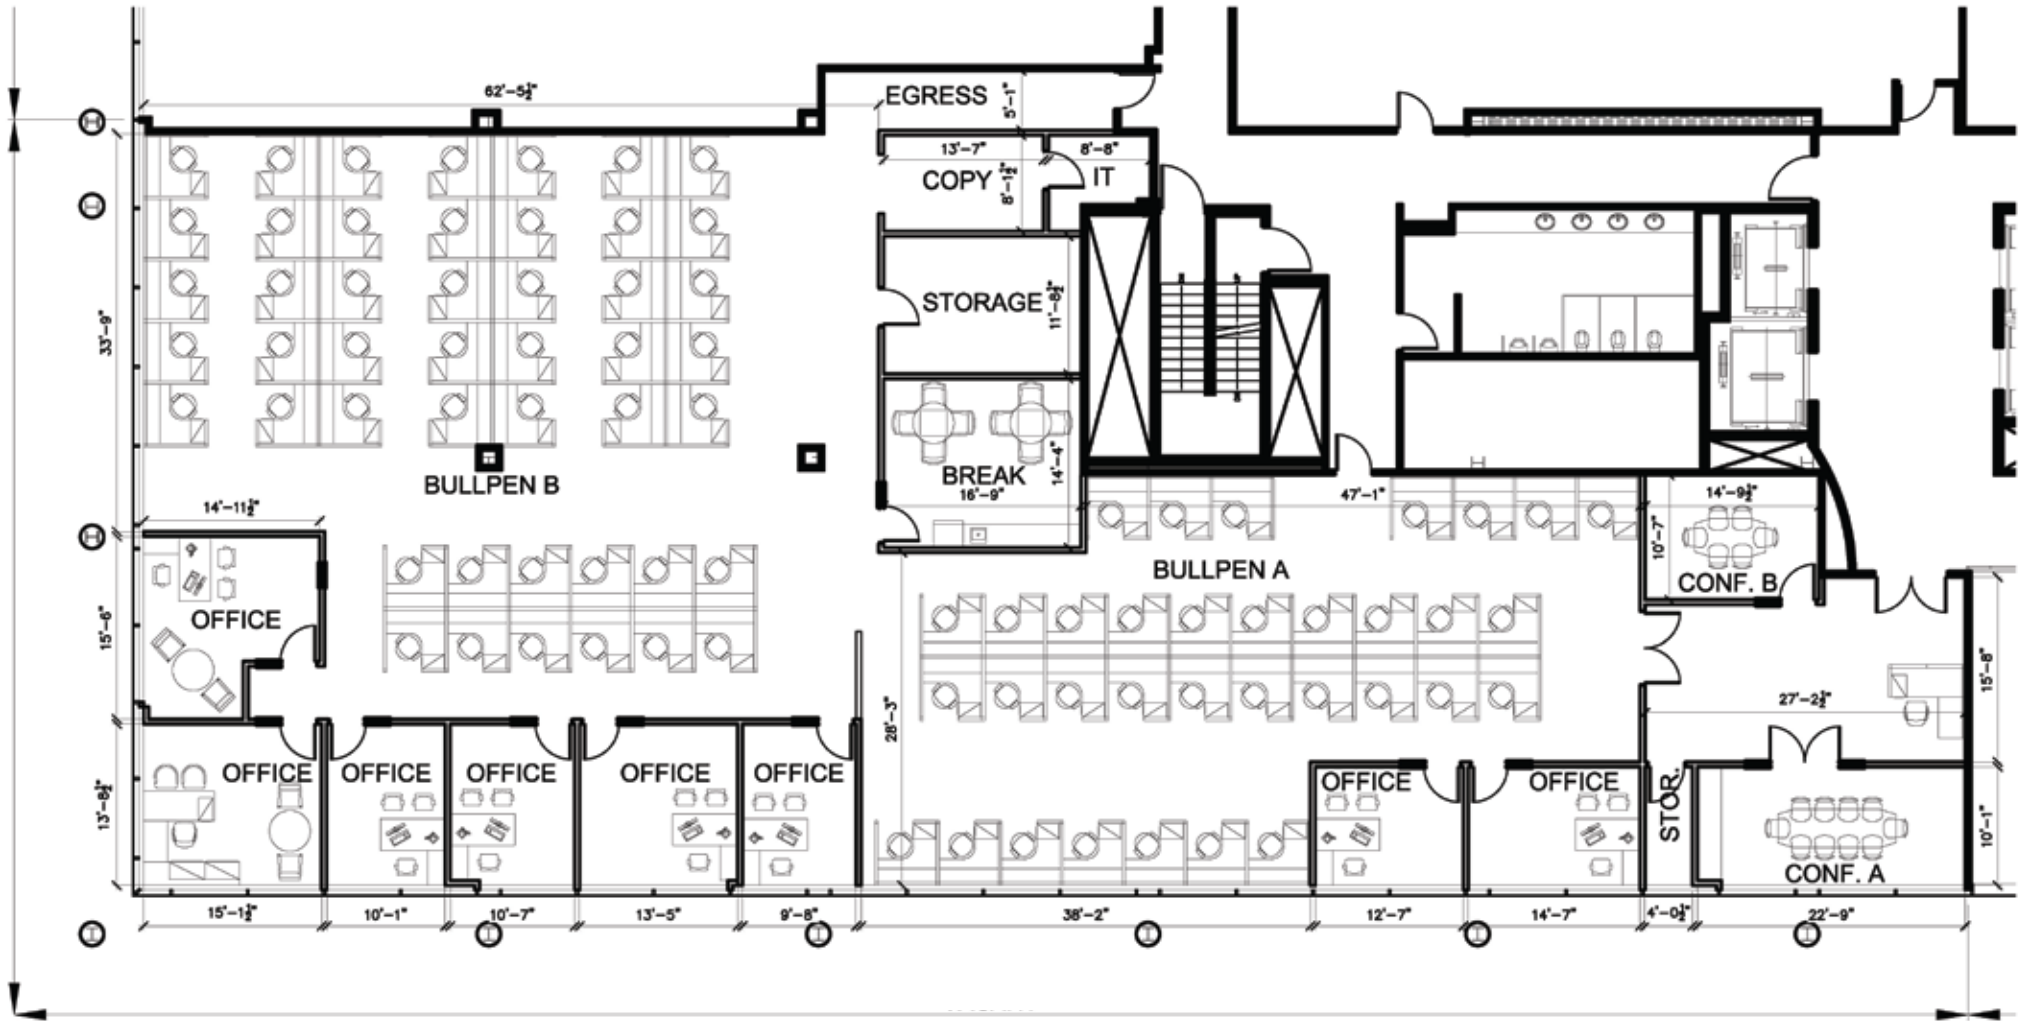 62'-5½"
EGRESS
5'-1"
13'-7"
8'-8"
COPY
8'-1½"
IT
STORAGE
11'-8½"
33'-9"
BREAK
14'-4"
16'-9"
BULLPEN B
47'-1"
14'-9½"
10'-7"
CONF. B
14'-11½"
BULLPEN A
OFFICE
15'-6"
28'-3"
15'-8"
27'-2½"
OFFICE
OFFICE
OFFICE
OFFICE
OFFICE
OFFICE
OFFICE
STOR.
13'-8½"
10'-1"
CONF. A
15'-1½"
10'-1"
10'-7"
13'-5"
9'-8"
38'-2"
12'-7"
14'-7"
4'-0½"
22'-9"